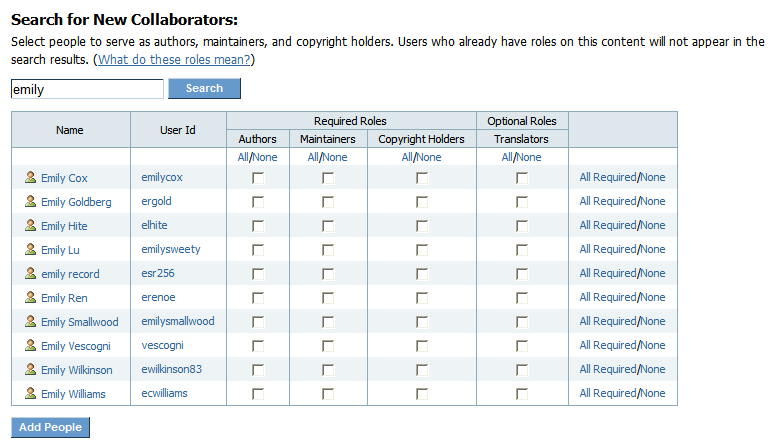 Search for New Collaborators:
Select people to serve as authors, maintainers, and copyright holders. Users who already have roles on this content will not appear in the
search results. (What do these roles mean?)
emily Search
Name User Id Required Roles Optional Roles
Authors Maintainers Copyright Holders Translators
All/None All/None All/None All/None
Emily Cox emilycox All Required/None
Emily Goldberg ergold All Required/None
Emily Hite elhite All Required/None
Emily Lu emilysweety All Required/None
emily record esr256 All Required/None
Emily Ren erenoe All Required/None
Emily Smallwood emilysmallwood All Required/None
Emily Vescogni vescogni All Required/None
Emily Wilkinson ewilkinson83 All Required/None
Emily Williams ecwilliams All Required/None
Add People